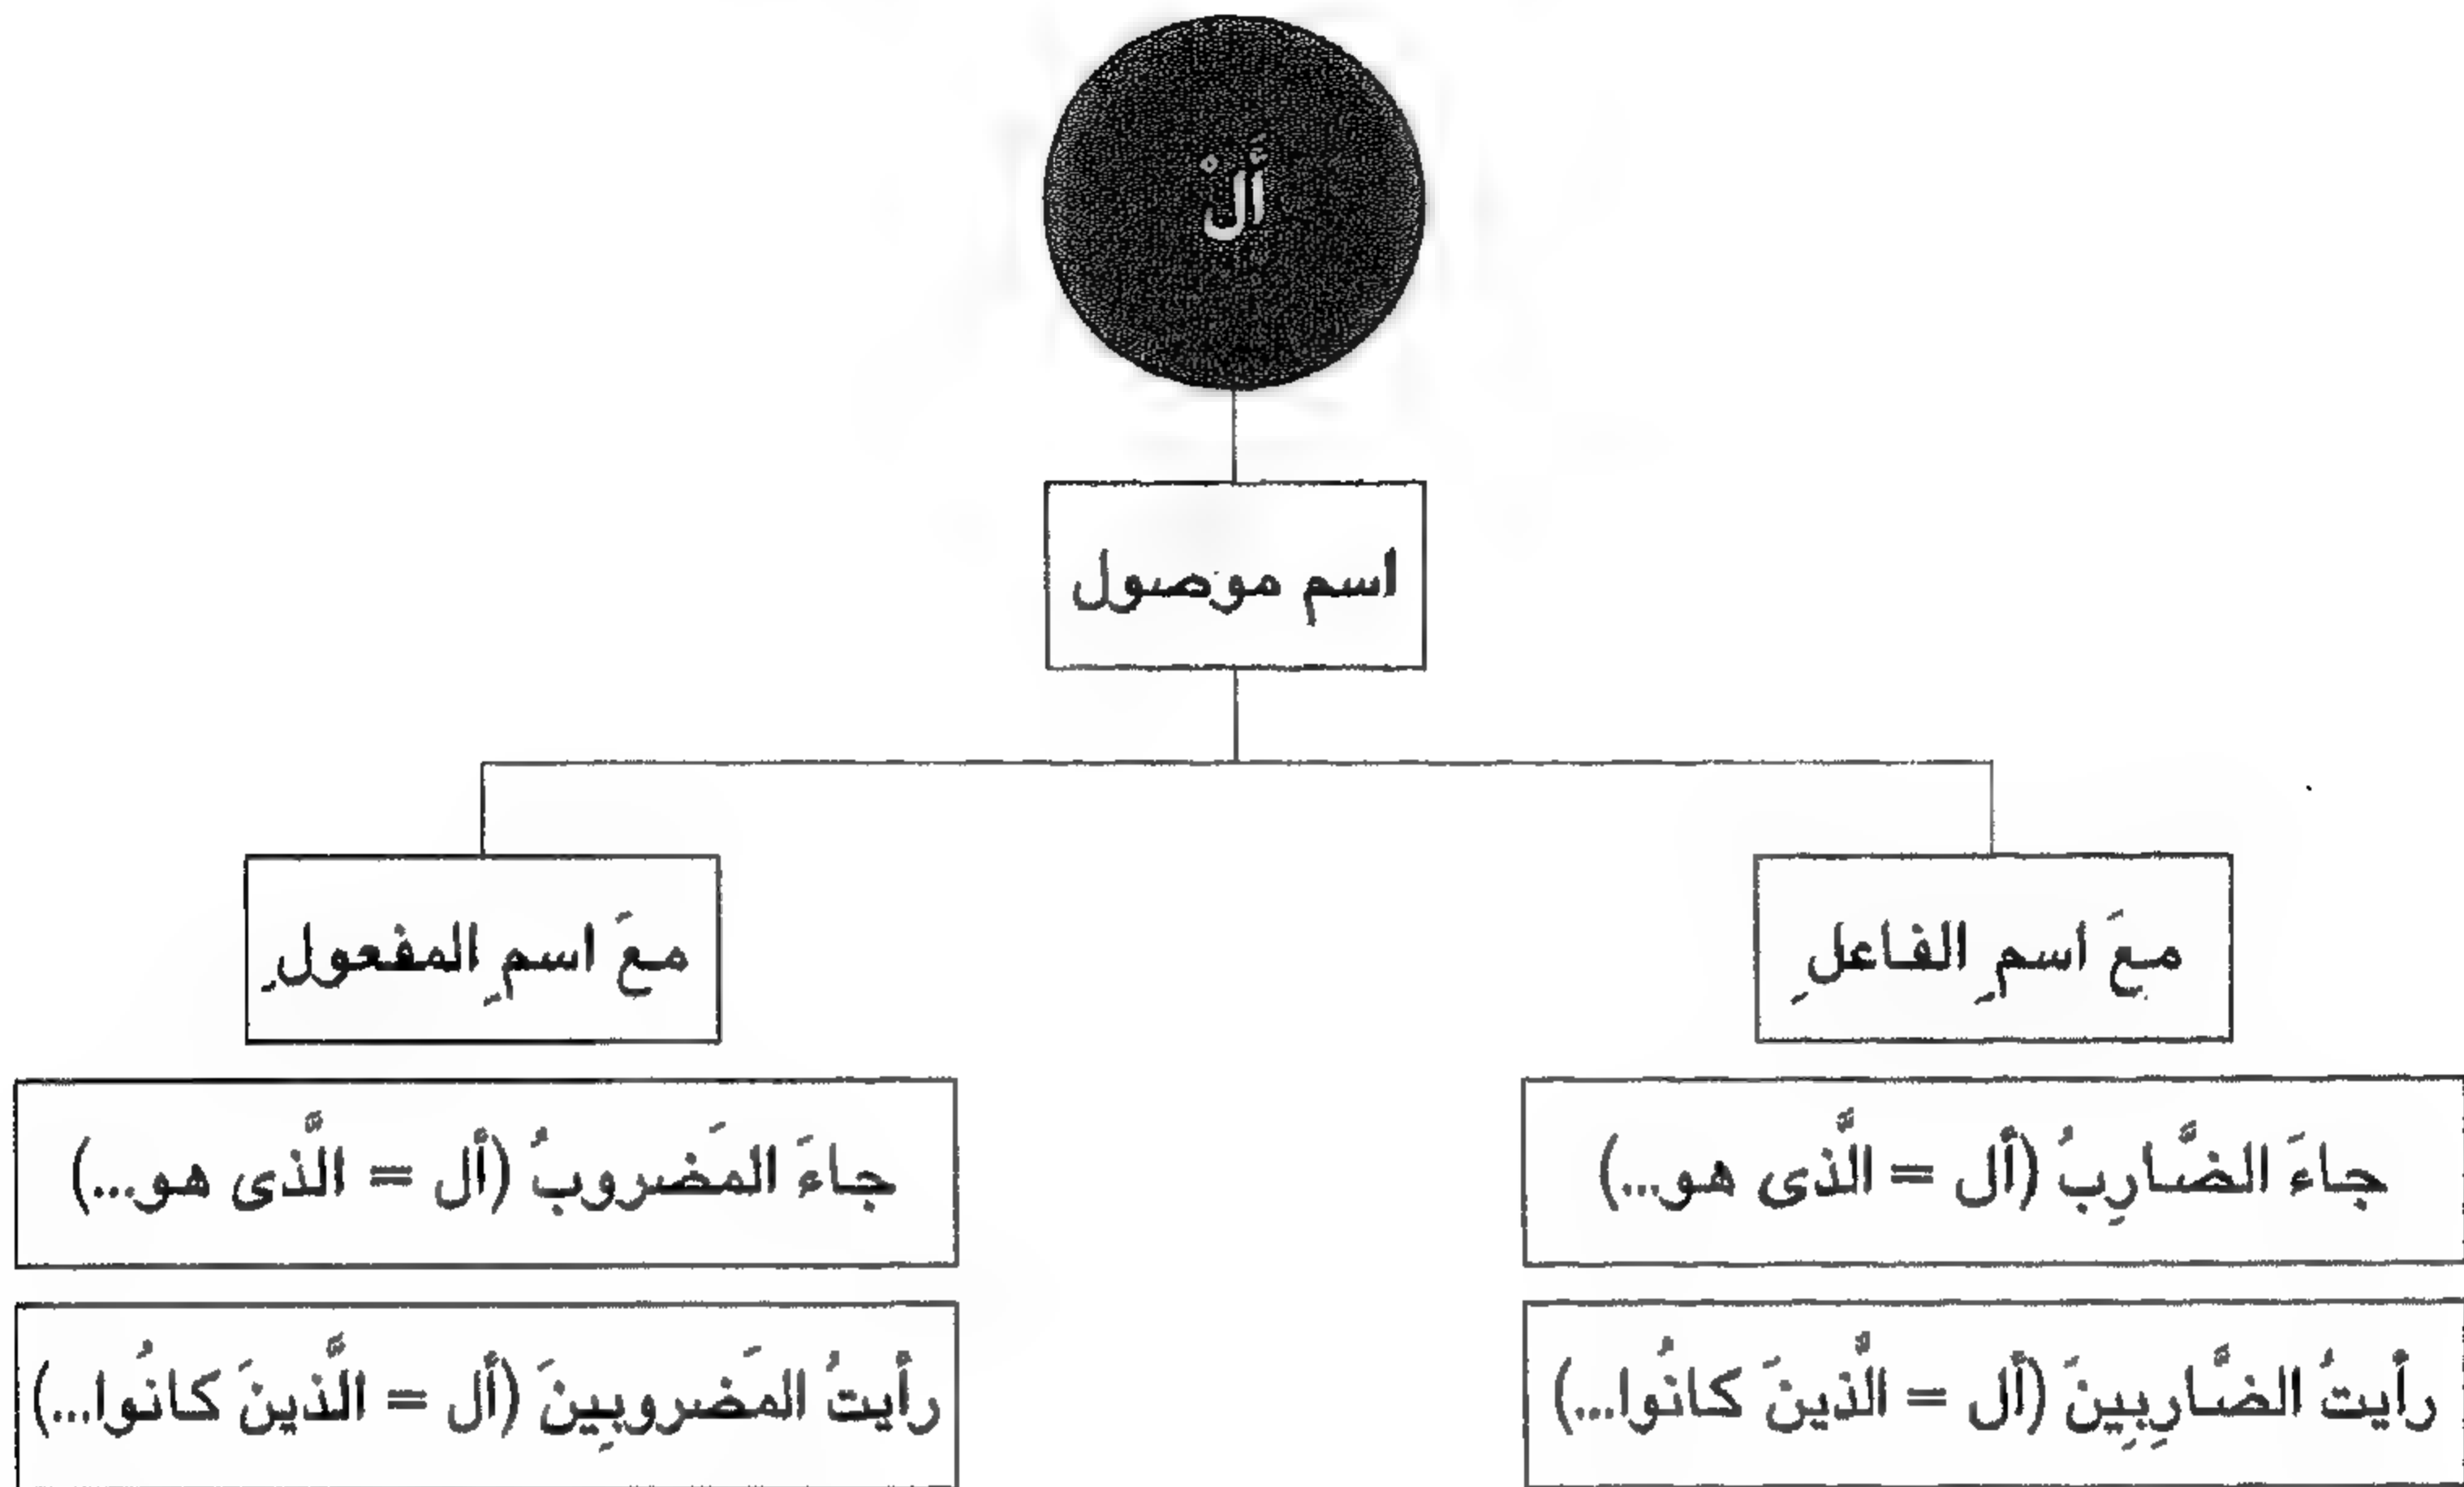 أَلْ
اسم موصول
معَ اسمِ الفاعلِ
جاءَ الضَّارِبُ (أل = الَّذى هو...)
رأيتُ الضَّارِبِينَ (أل = الَّذينَ كانُوا...)
معَ اسمِ المفعولِ
جاءَ المَضروبُ (أل = الَّذى هو...)
رأيتُ المَضروبِينَ (أل = الَّذينَ كانُوا...)